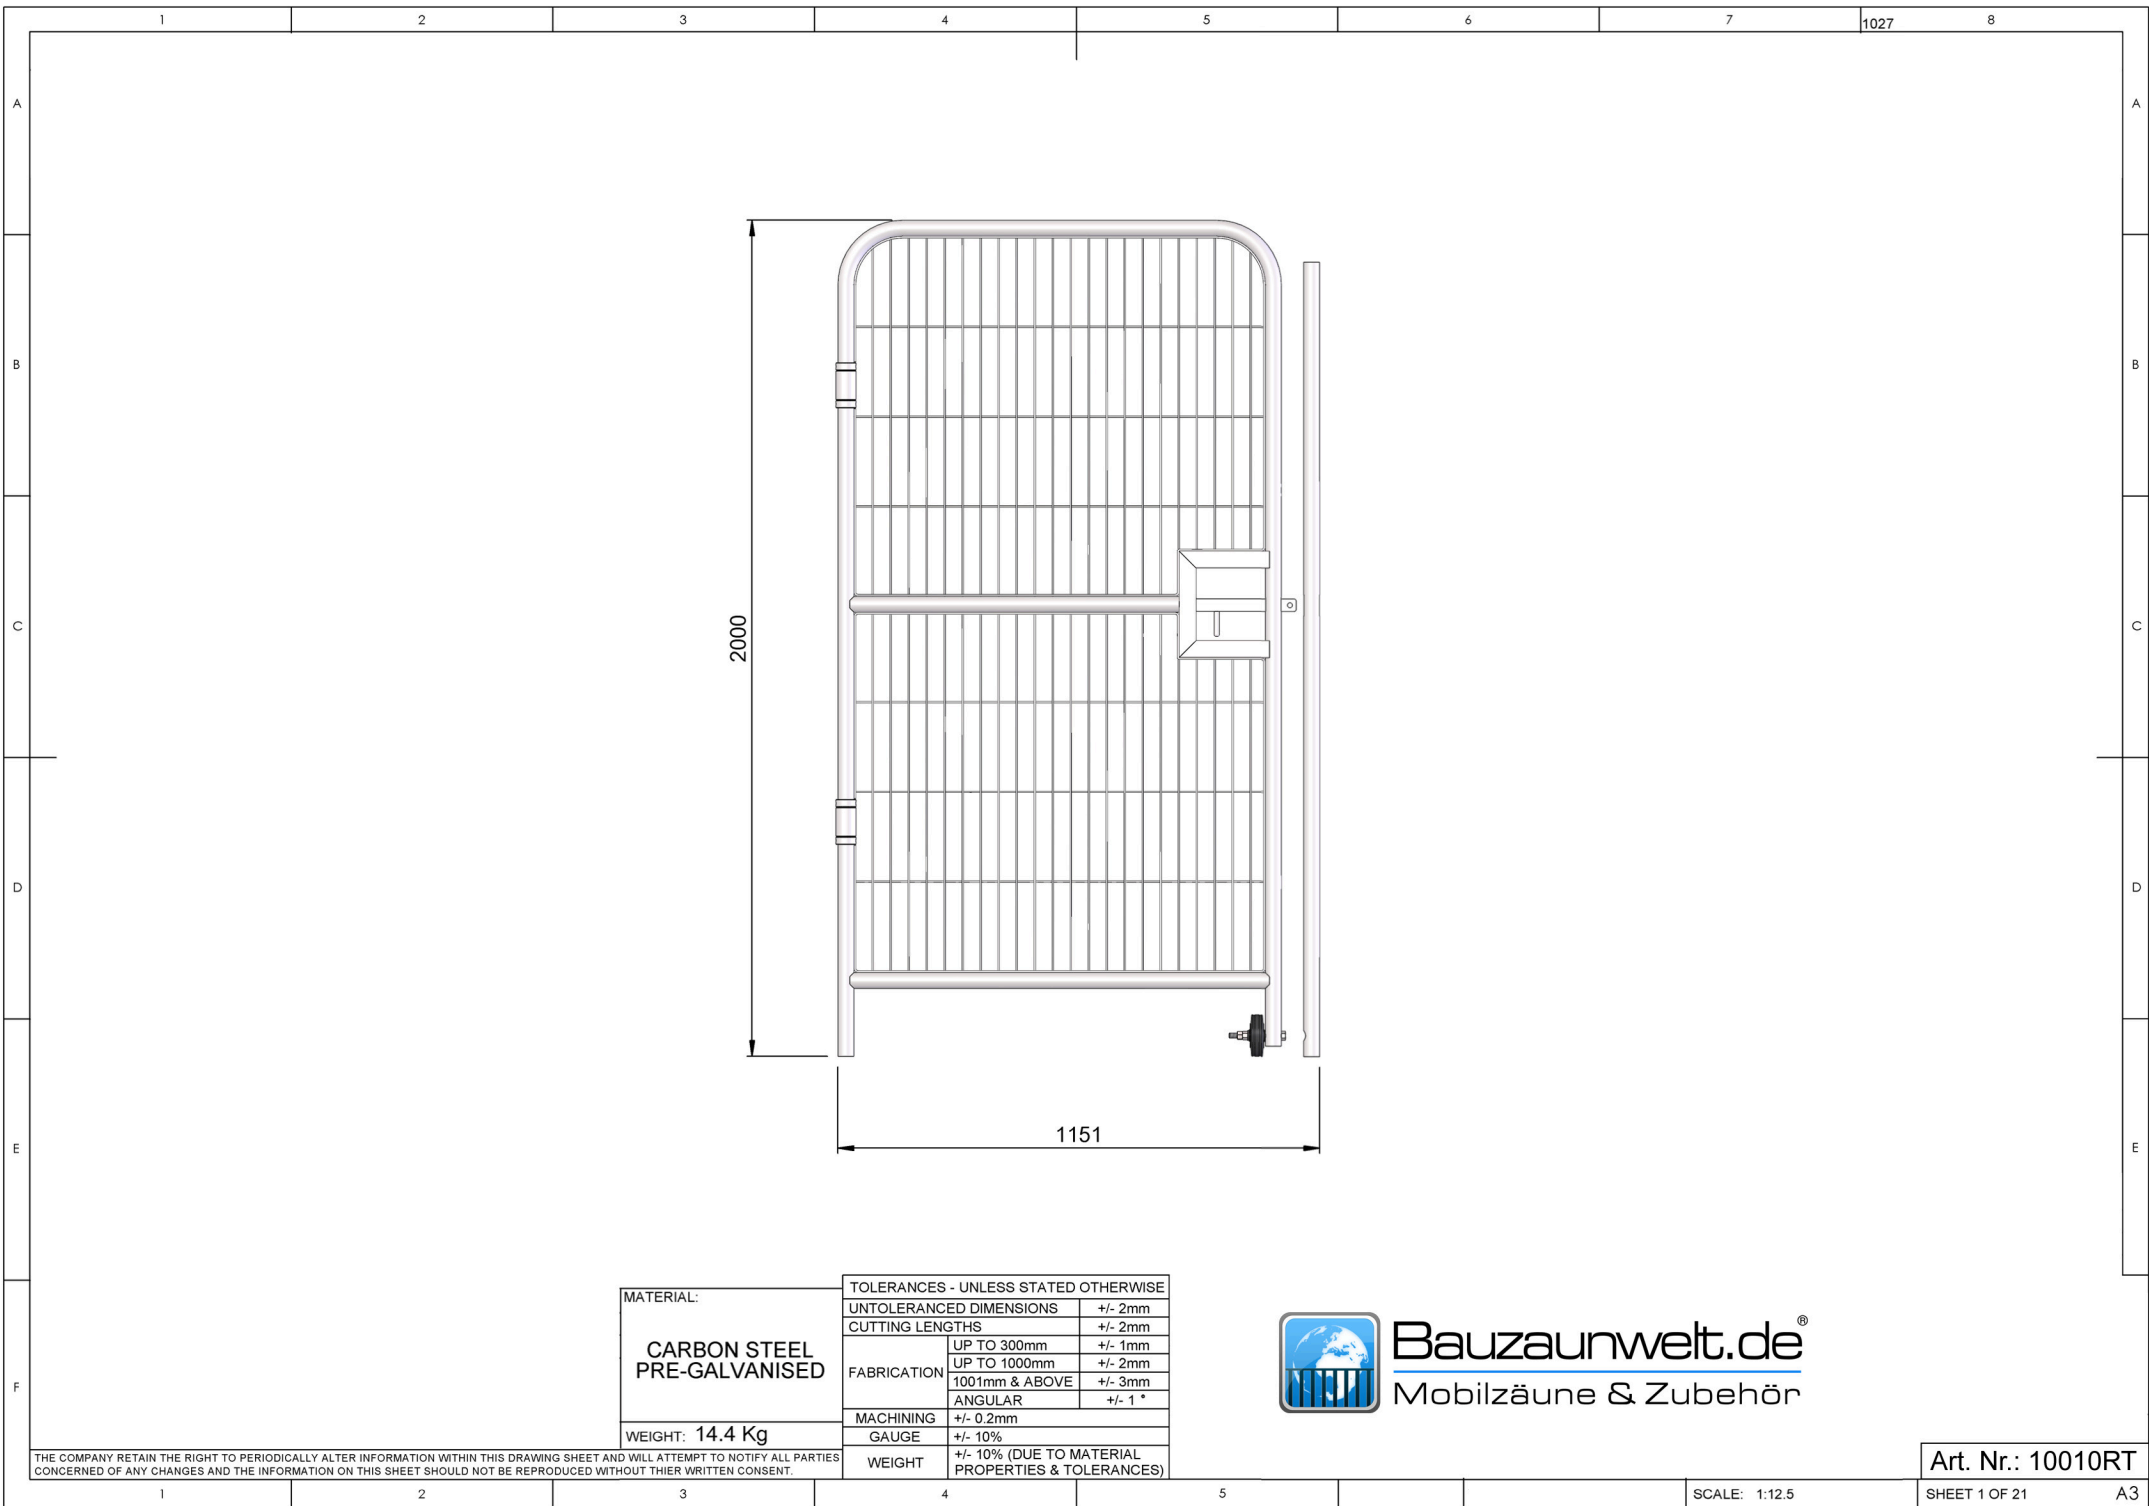 1 2 3 4 5 6 7 1027 8
A A
B B
C C
D D
E E
F
2000
1151
MATERIAL:
CARBON STEEL
PRE-GALVANISED
WEIGHT: 14.4 Kg
THE COMPANY RETAIN THE RIGHT TO PERIODICALLY ALTER INFORMATION WITHIN THIS DRAWING SHEET AND WILL ATTEMPT TO NOTIFY ALL PARTIES
CONCERNED OF ANY CHANGES AND THE INFORMATION ON THIS SHEET SHOULD NOT BE REPRODUCED WITHOUT THIER WRITTEN CONSENT.
TOLERANCES - UNLESS STATED OTHERWISE
UNTOLERANCED DIMENSIONS +/- 2mm
CUTTING LENGTHS +/- 2mm
FABRICATION
UP TO 300mm +/- 1mm
UP TO 1000mm +/- 2mm
1001mm & ABOVE +/- 3mm
ANGULAR +/- 1 °
MACHINING +/- 0.2mm
GAUGE +/- 10%
WEIGHT +/- 10% (DUE TO MATERIAL
PROPERTIES & TOLERANCES)
Bauzaunwelt.de®
Mobilzäune & Zubehör
Art. Nr.: 10010RT
1 2 3 4 5 SCALE: 1:12.5 SHEET 1 OF 21 A3